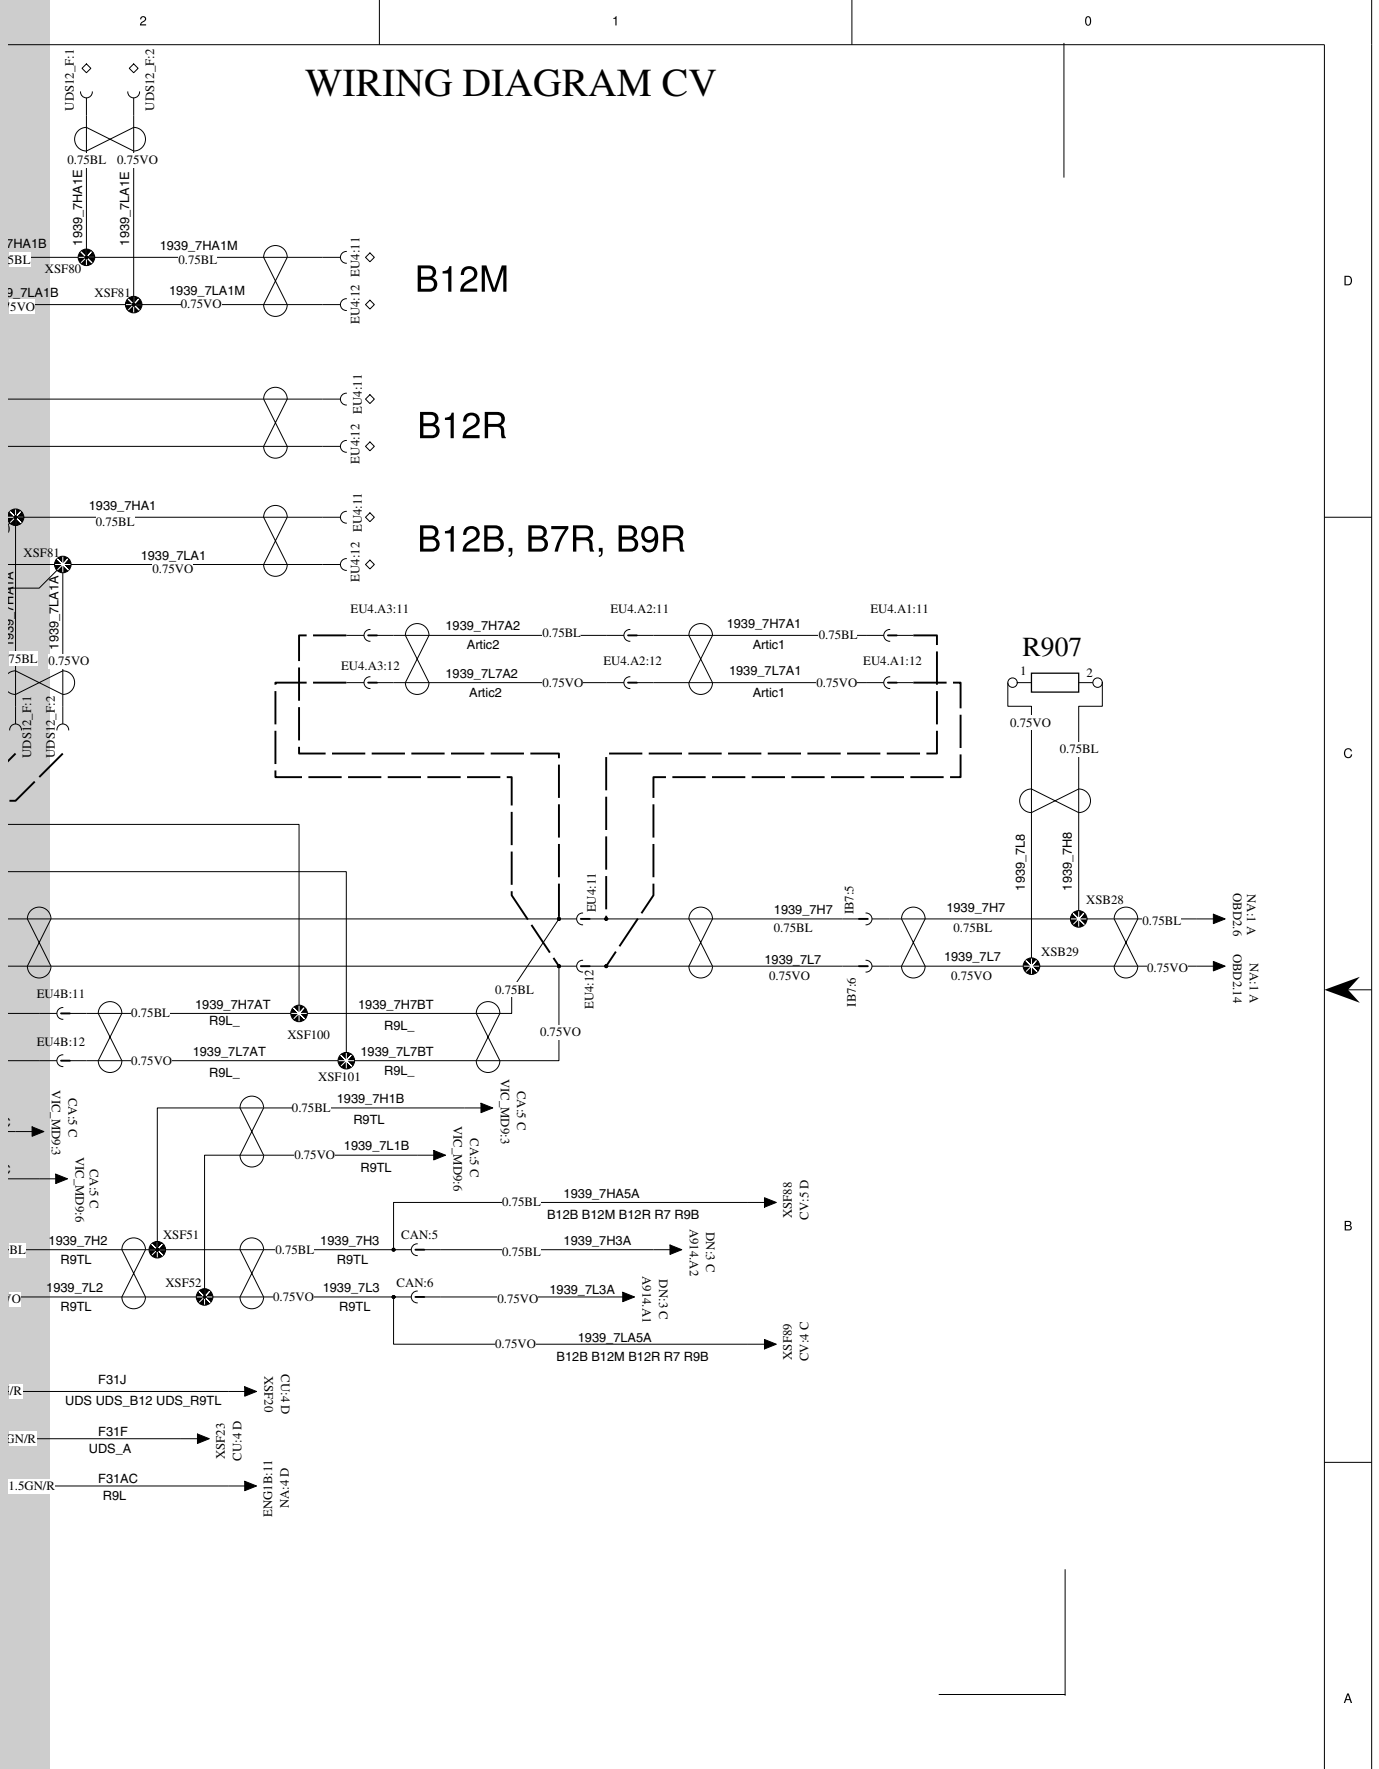 2 1 0
WIRING DIAGRAM CV
UDS12_F:1
UDS12_F:2
0.75BL 0.75VO
1939_7HA1E
1939_7LA1E
7HA1B
5BL
XSF80
1939_7HA1M
0.75BL
EU4:11
B12M
D
7LA1B
XSF81
1939_7LA1M
0.75VO
EU4:12
EU4:11
B12R
EU4:12
1939_7HA1
0.75BL
EU4:11
B12B, B7R, B9R
XSF81
1939_7LA1
0.75VO
EU4:12
1939_7LA1A
75BL 0.75VO
UDS12_F:1
UDS12_F:2
EU4.A3:11
EU4.A2:11
EU4.A1:11
1939_7H7A2
Artic2
0.75BL
1939_7H7A1
Artic1
0.75BL
EU4.A3:12
EU4.A2:12
EU4.A1:12
1939_7L7A2
Artic2
0.75VO
1939_7L7A1
Artic1
0.75VO
R907
1 2
0.75VO
0.75BL
C
1939_7L8
1939_7H8
EU4:11
1939_7H7
0.75BL
IB7:5
1939_7H7
0.75BL
XSB28
0.75BL
NA:1 A
OBD2.6
EU4:12
1939_7L7
0.75VO
IB7:6
1939_7L7
0.75VO
XSB29
0.75VO
NA:1 A
OBD2.14
EU4B:11
0.75BL
1939_7H7AT
R9L_
XSF100
1939_7H7BT
R9L_
0.75BL
EU4B:12
0.75VO
1939_7L7AT
R9L_
XSF101
1939_7L7BT
R9L_
0.75VO
CA:5 C
VIC_MD9:3
CA:5 C
VIC_MD9:6
0.75BL
1939_7H1B
R9TL
CA:5 C
VIC_MD9:3
0.75VO
1939_7L1B
R9TL
CA:5 C
VIC_MD9:6
0.75BL
1939_7HA5A
B12B B12M B12R R7 R9B
XSF88
CV:5 D
B
BL
1939_7H2
R9TL
XSF51
0.75BL
1939_7H3
R9TL
CAN:5
0.75BL
1939_7H3A
DN:3 C
A914.A2
1939_7L2
R9TL
XSF52
0.75VO
1939_7L3
R9TL
CAN:6
0.75VO
1939_7L3A
DN:3 C
A914.A1
0.75VO
1939_7LA5A
B12B B12M B12R R7 R9B
XSF89
CV:4 C
/R
F31J
UDS UDS_B12 UDS_R9TL
CU:4 D
XSF20
GN/R
F31F
UDS_A
XSF23
CU:4 D
1.5GN/R
F31AC
R9L
ENG1B:11
NA:4 D
A